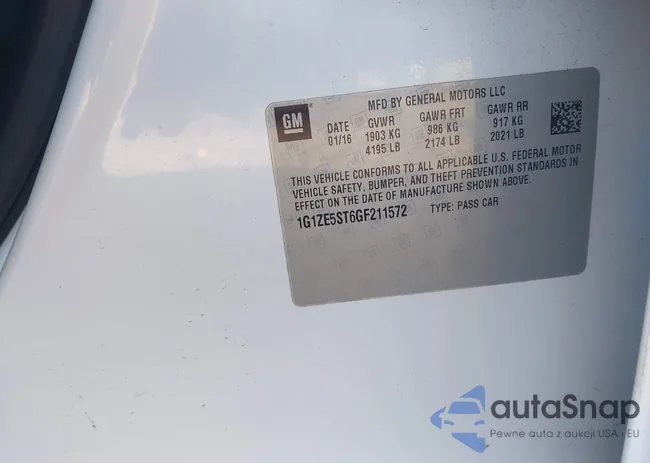 MFD BY GENERAL MOTORS LLC
GM DATE GVWR GAWR FRT GAWR RR
01/16 1903 KG 986 KG 917 KG
4195 LB 2174 LB 2021 LB
THIS VEHICLE CONFORMS TO ALL APPLICABLE U.S. FEDERAL MOTOR
VEHICLE SAFETY, BUMPER, AND THEFT PREVENTION STANDARDS IN
EFFECT ON THE DATE OF MANUFACTURE SHOWN ABOVE.
1G1ZE5ST6GF211572 TYPE: PASS CAR
autaSnap
Pewne auta z aukcji USA i EU